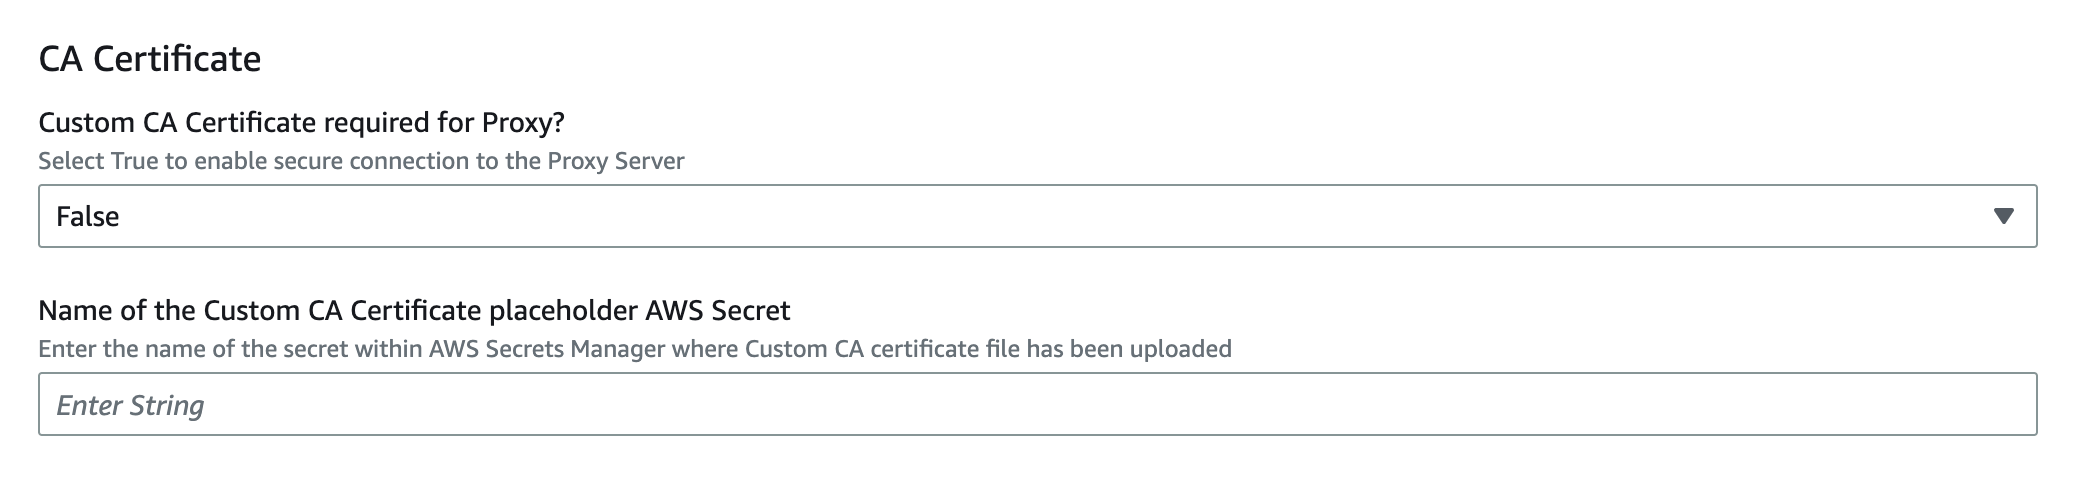 CA Certificate
Custom CA Certificate required for Proxy?
Select True to enable secure connection to the Proxy Server
False
Name of the Custom CA Certificate placeholder AWS Secret
Enter the name of the secret within AWS Secrets Manager where Custom CA certificate file has been uploaded
Enter String